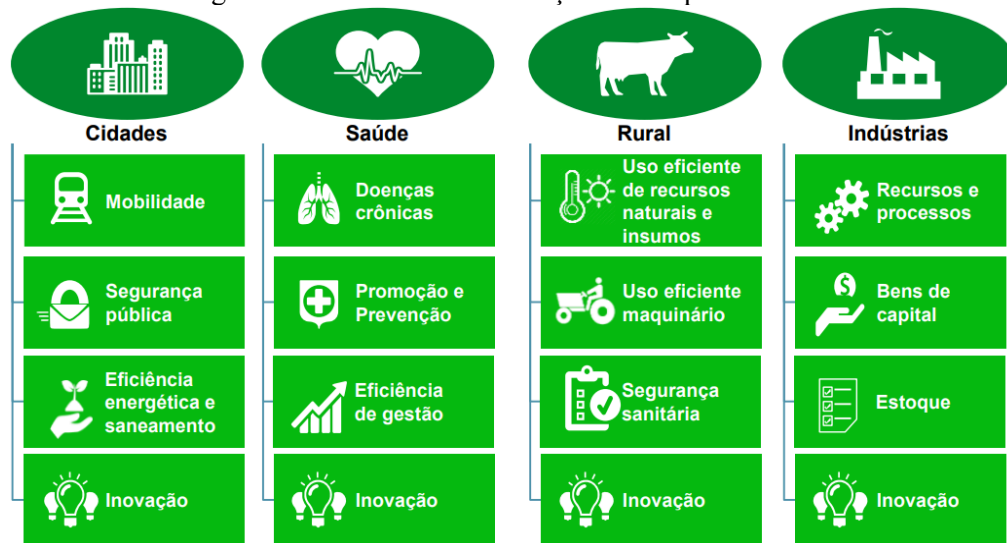 Cidades
Mobilidade
Segurança
pública
Eficiência
energética e
saneamento
Inovação
Saúde
Doenças
crônicas
Promoção e
Prevenção
Eficiência
de gestão
Inovação
Rural
Uso eficiente
de recursos
naturais e
insumos
Uso eficiente
maquinário
Segurança
sanitária
Inovação
Indústrias
Recursos e
processos
$
Bens de
capital
Estoque
Inovação